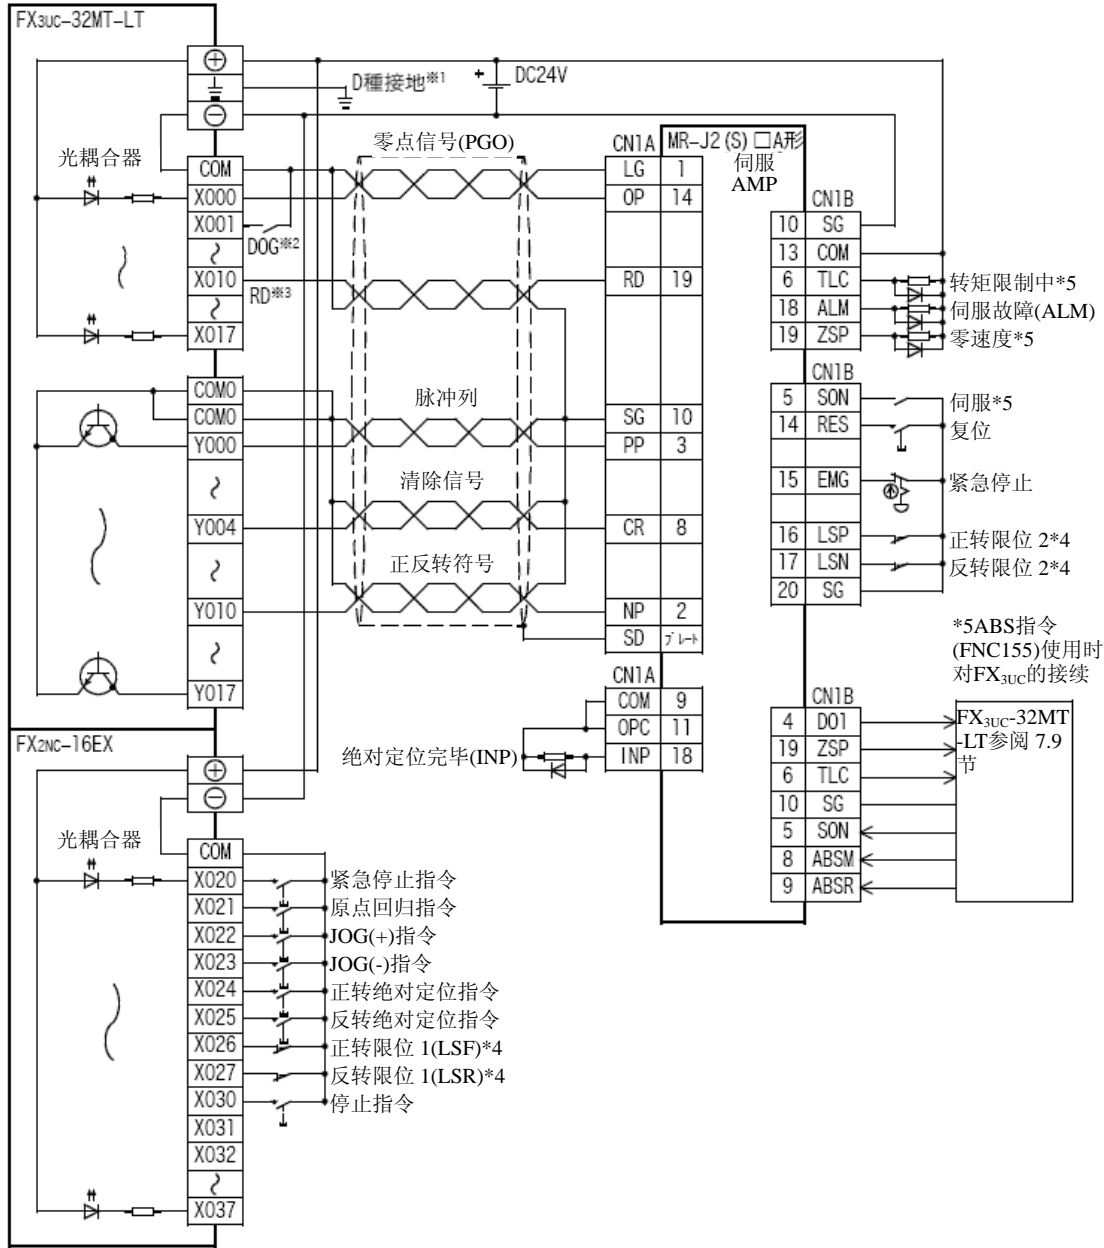 FX3UC-32MT-LT
⊕
⊖
D種接地※1
DC24V
光耦合器
COM
X000
X001
X010
X017
DOG※2
RD※3
COM0
COM0
Y000
Y004
Y010
Y017
零点信号(PGO)
脉冲列
清除信号
正反转符号
CN1A
LG 1
OP 14
RD 19
SG 10
PP 3
CR 8
NP 2
SD プレート
CN1A
COM 9
OPC 11
INP 18
绝对定位完毕(INP)
MR-J2 (S) □A形
伺服
AMP
CN1B
10 SG
13 COM
6 TLC 转矩限制中*5
18 ALM 伺服故障(ALM)
19 ZSP 零速度*5
CN1B
5 SON 伺服*5
14 RES 复位
15 EMG 紧急停止
16 LSP 正转限位 2*4
17 LSN 反转限位 2*4
20 SG
*5ABS指令
(FNC155)使用时
对FX3UC的接续
CN1B
4 DO1
19 ZSP
6 TLC
10 SG
5 SON
8 ABSM
9 ABSR
FX3UC-32MT
-LT参阅 7.9
节
FX2NC-16EX
⊕
⊖
光耦合器
COM
X020 紧急停止指令
X021 原点回归指令
X022 JOG(+)指令
X023 JOG(-)指令
X024 正转绝对定位指令
X025 反转绝对定位指令
X026 正转限位 1(LSF)*4
X027 反转限位 1(LSR)*4
X030 停止指令
X031
X032
X037